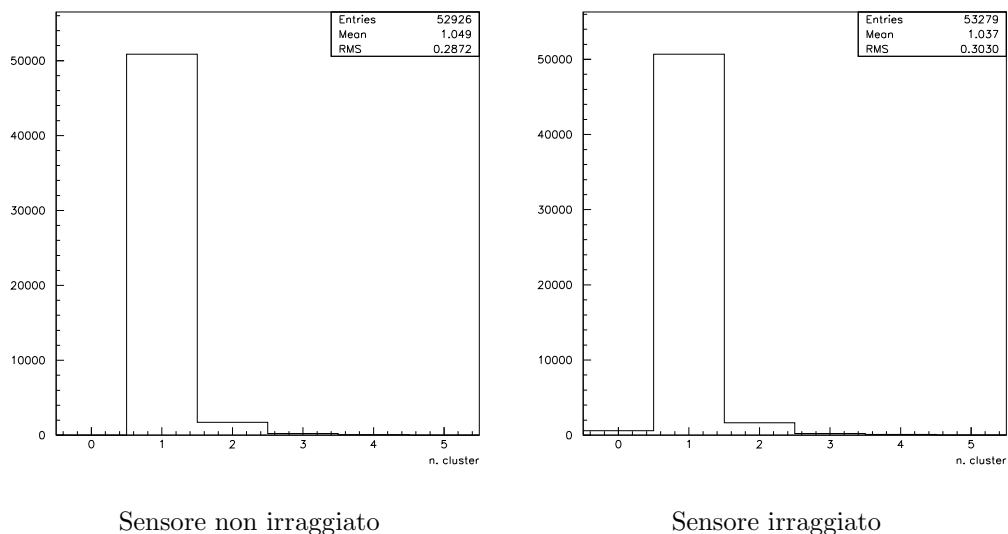 Entries 52926
Mean 1.049
RMS 0.2872
50000
40000
30000
20000
10000
0
0 1 2 3 4 5
n. cluster
Sensore non irraggiato
Entries 53279
Mean 1.037
RMS 0.3030
50000
40000
30000
20000
10000
0
0 1 2 3 4 5
n. cluster
Sensore irraggiato